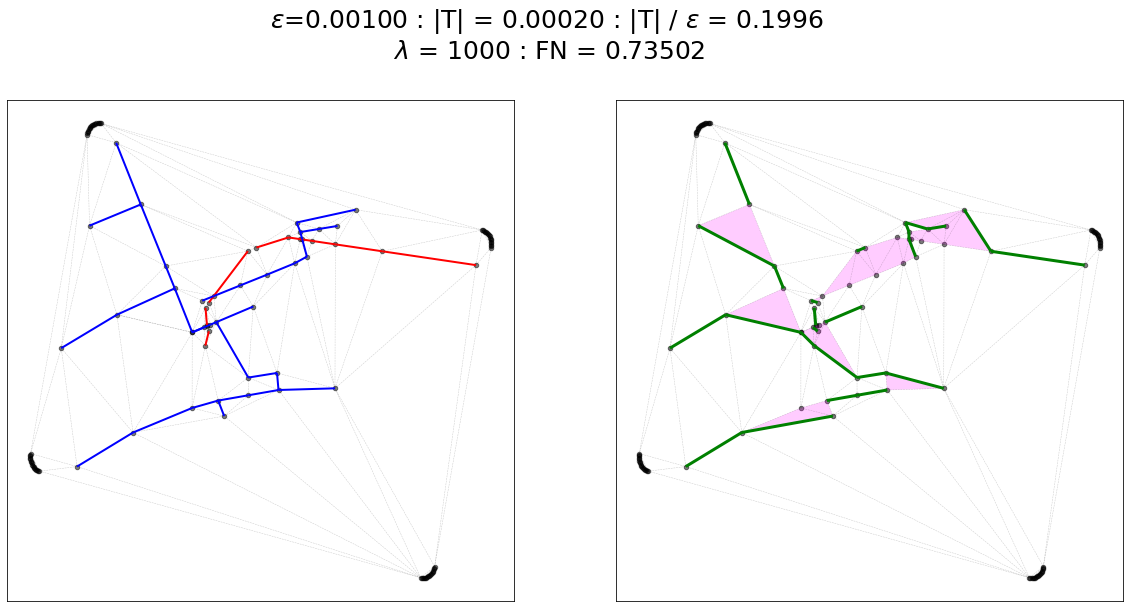 ε=0.00100 : |T| = 0.00020 : |T| / ε = 0.1996
λ = 1000 : FN = 0.73502